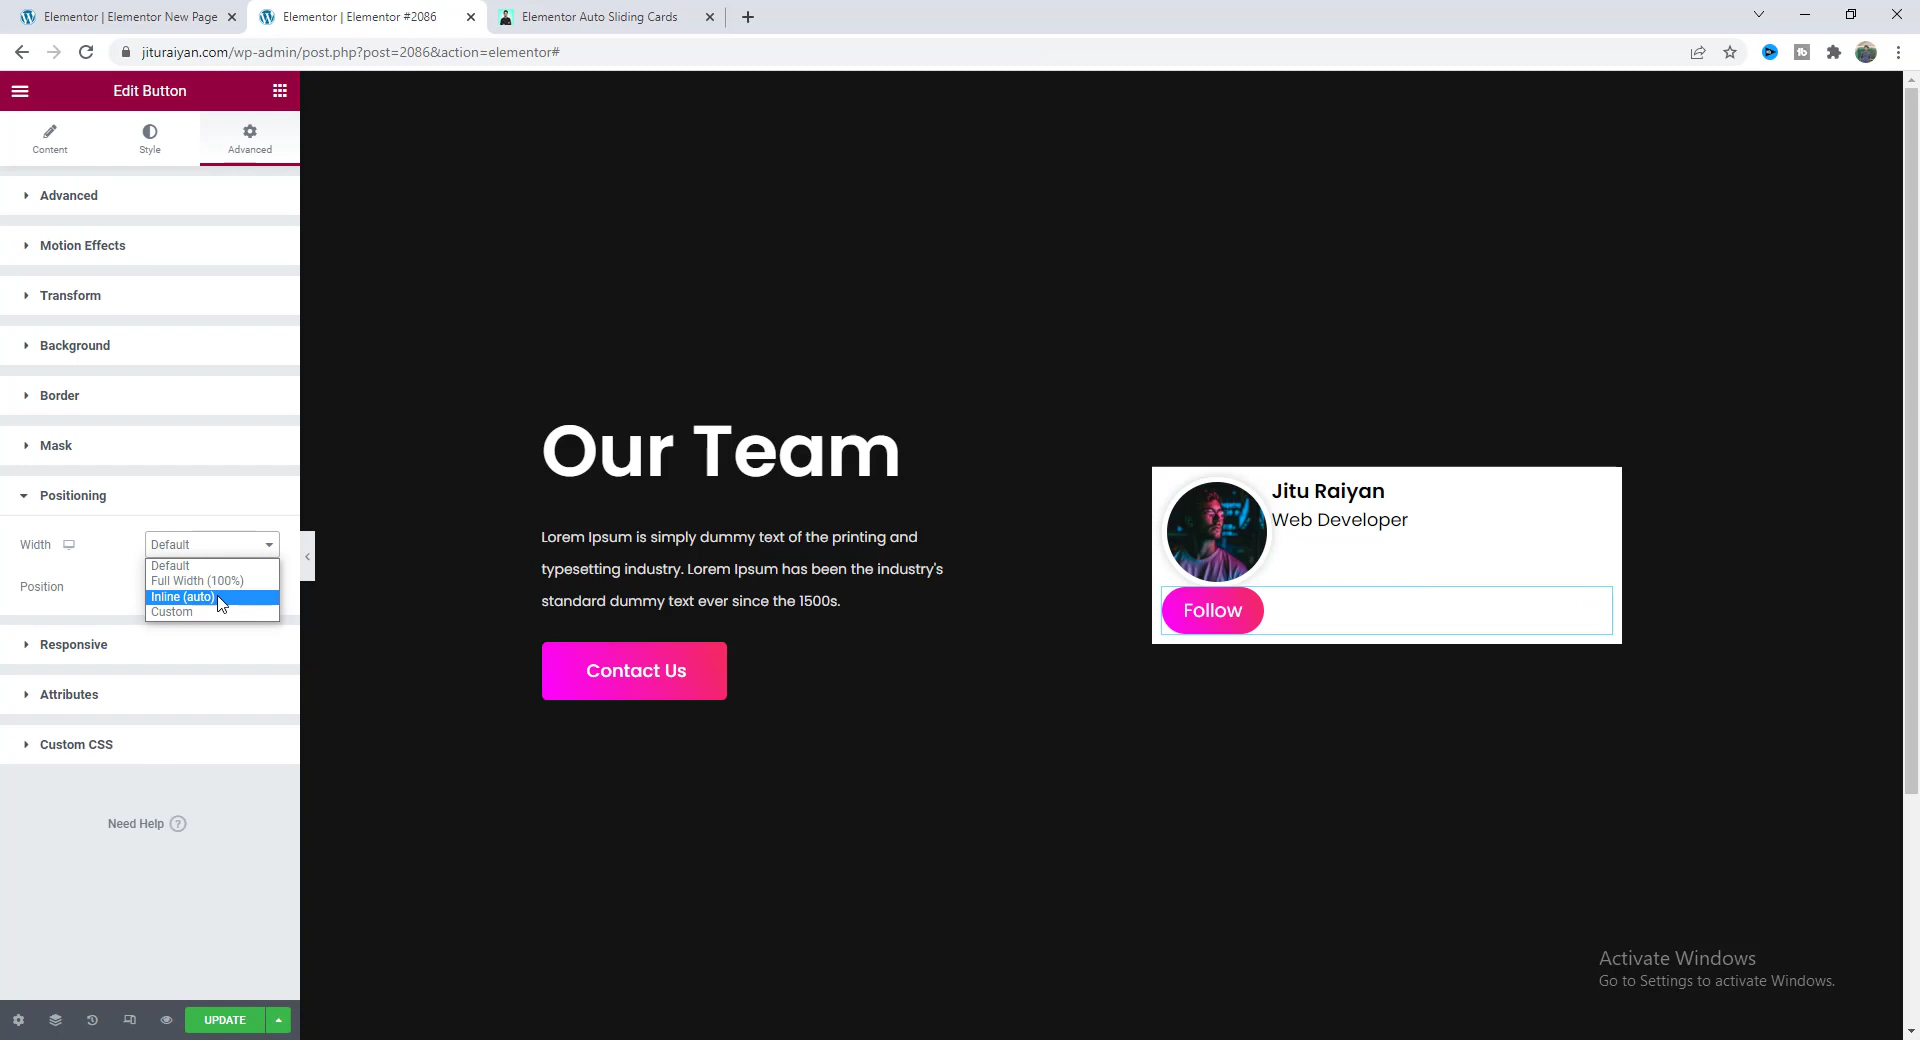 Elementor | Elementor New Page
Elementor | Elementor #2086
Elementor Auto Sliding Cards
jituraiyan.com/wp-admin/post.php?post=2086&action=elementor#
Edit Button
Content
Style
Advanced
Advanced
Motion Effects
Transform
Background
Border
Mask
Positioning
Width
Default
Default
Full Width (100%)
Inline (auto)
Custom
Position
Responsive
Attributes
Custom CSS
Need Help ?
UPDATE
Our Team
Lorem Ipsum is simply dummy text of the printing and
typesetting industry. Lorem Ipsum has been the industry's
standard dummy text ever since the 1500s.
Contact Us
Jitu Raiyan
Web Developer
Follow
Activate Windows
Go to Settings to activate Windows.